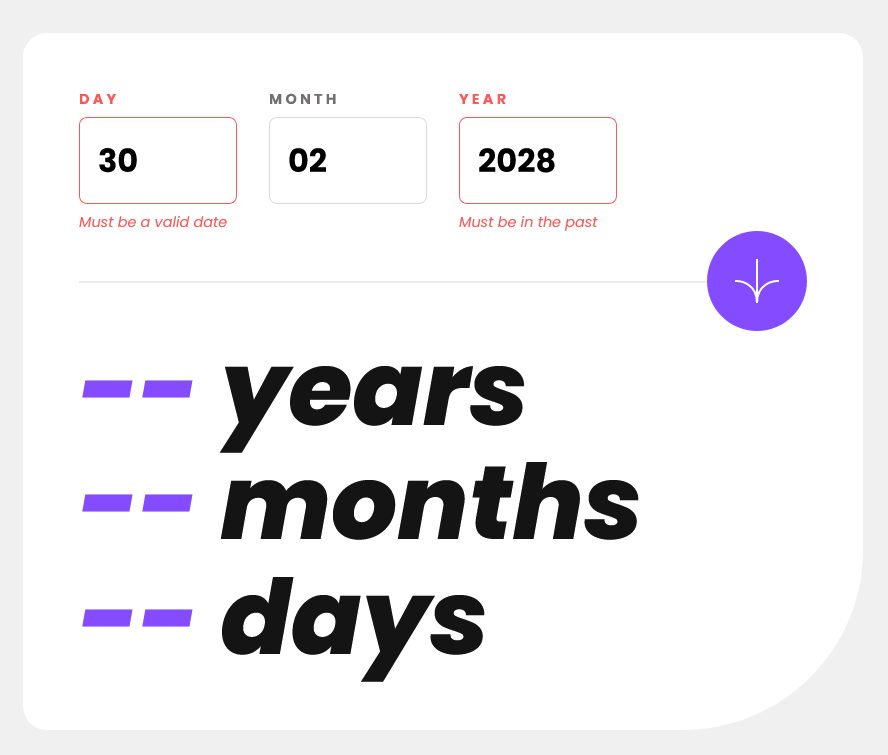 DAY MONTH YEAR
30 02 2028
Must be a valid date Must be in the past
-- years
-- months
-- days